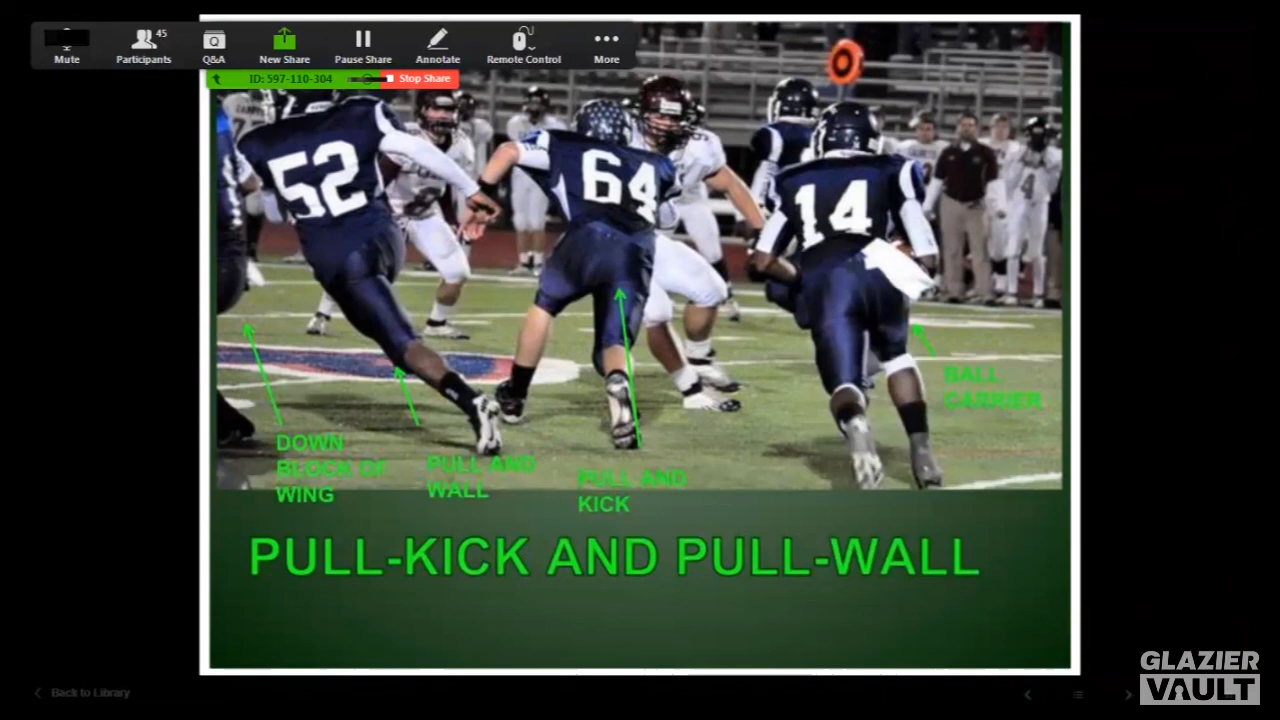 45
Mute
Participants
Q&A
New Share
Pause Share
Annotate
Remote Control
More
ID: 597-110-304
Stop Share
52
64
14
4
BALL
CARRIER
DOWN
BLOCK OF
WING
PULL AND
WALL
PULL AND
KICK
PULL-KICK AND PULL-WALL
Back to Library
GLAZIER
VAULT